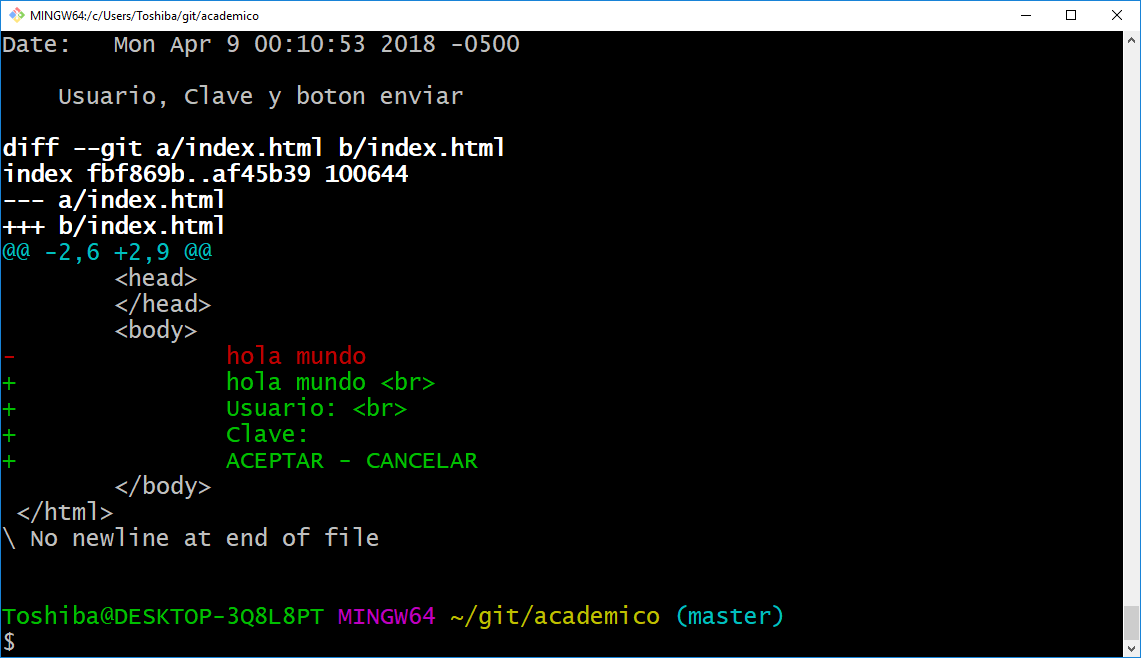 MINGW64:/c/Users/Toshiba/git/academico
Date:   Mon Apr 9 00:10:53 2018 -0500
    Usuario, Clave y boton enviar
diff --git a/index.html b/index.html
index fbf869b..af45b39 100644
--- a/index.html
+++ b/index.html
@@ -2,6 +2,9 @@
        <head>
        </head>
        <body>
-               hola mundo
+               hola mundo <br>
+               Usuario: <br>
+               Clave:
+               ACEPTAR - CANCELAR
        </body>
 </html>
\ No newline at end of file
Toshiba@DESKTOP-3Q8L8PT MINGW64 ~/git/academico (master)
$